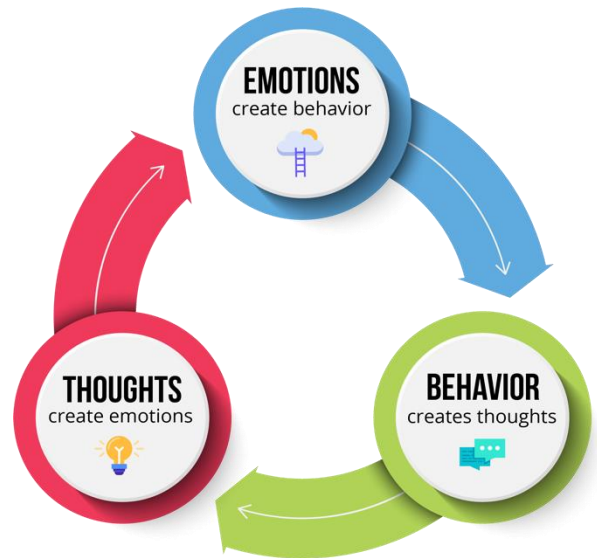 EMOTIONS
create behavior
THOUGHTS
create emotions
BEHAVIOR
creates thoughts